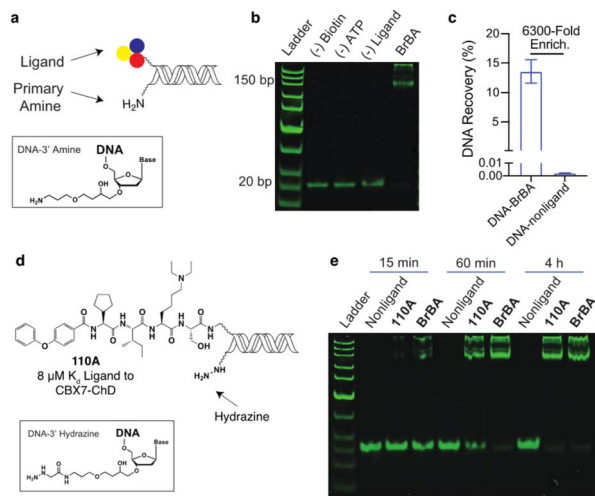 a
Ligand
Primary
Amine
H₂N
DNA-3' Amine
DNA
Base
O
O
OH
O
O
H₂N
b
Ladder
(-) Biotin
(-) ATP
(-) Ligand
BrBA
150 bp
20 bp
c
6300-Fold
Enrich.
DNA Recovery (%)
20
15
10
5
0.01
0.00
DNA-BrBA
DNA-nonligand
d
110A
8 μM Kd Ligand to
CBX7-ChD
Hydrazine
DNA-3' Hydrazine
DNA
Base
e
15 min
60 min
4 h
Ladder
Nonligand
110A
BrBA
Nonligand
110A
BrBA
Nonligand
110A
BrBA